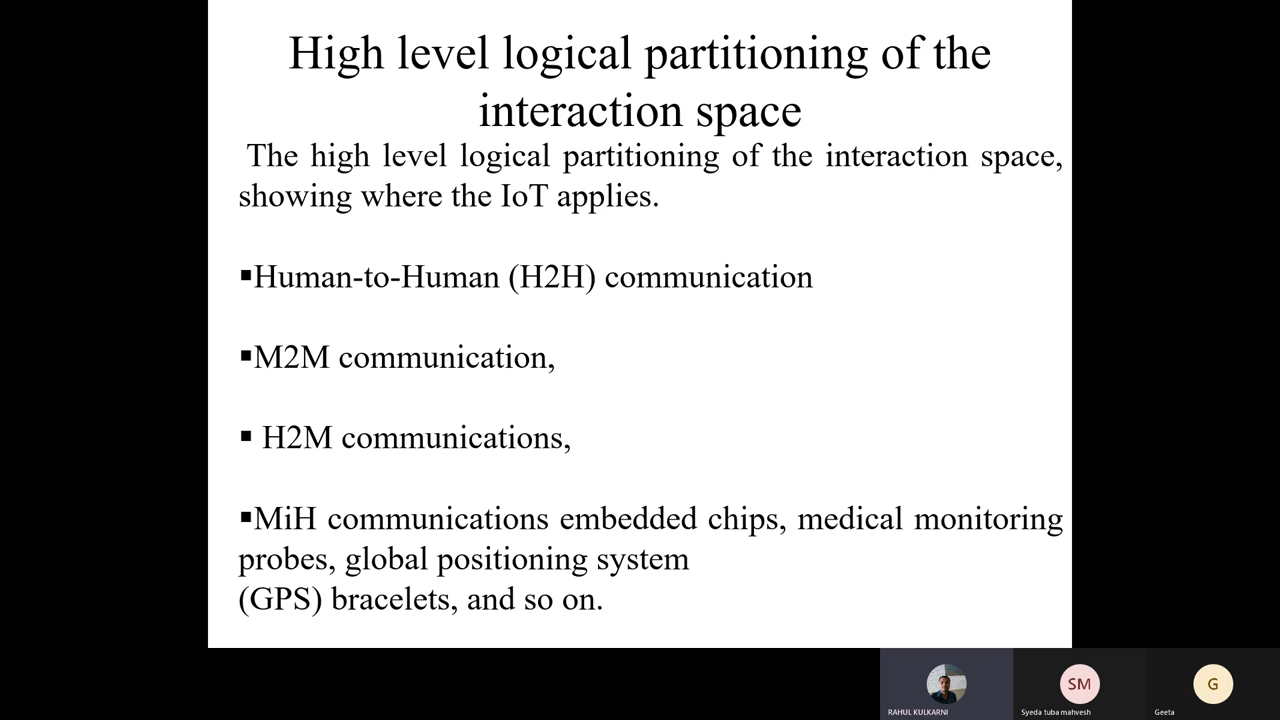 High level logical partitioning of the
interaction space
The high level logical partitioning of the interaction space,
showing where the IoT applies.
▪Human-to-Human (H2H) communication
▪M2M communication,
▪ H2M communications,
▪MiH communications embedded chips, medical monitoring
probes, global positioning system
(GPS) bracelets, and so on.
SM
G
RAHUL KULKARNI
Syeda tuba mahvesh
Geeta